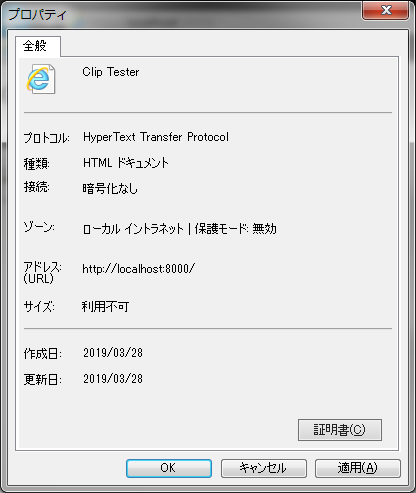 プロパティ
全般
Clip Tester
プロトコル: HyperText Transfer Protocol
種類: HTML ドキュメント
接続: 暗号化なし
ゾーン: ローカル イントラネット | 保護モード: 無効
アドレス: http://localhost:8000/
(URL)
サイズ: 利用不可
作成日: 2019/03/28
更新日: 2019/03/28
証明書(C)
OK キャンセル 適用(A)